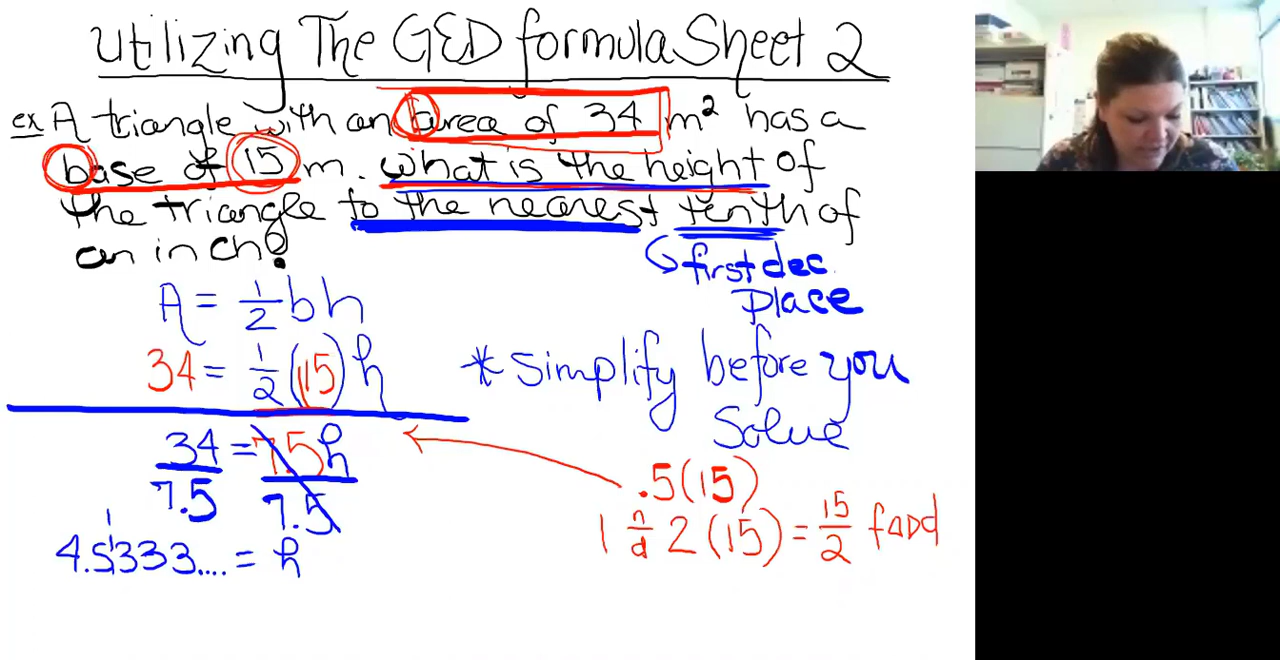 Utilizing The GED formula Sheet 2
ex A triangle with an area of 34 m² has a
base of 15 m. what is the height of
the triangle to the nearest tenth of
an inch?
first dec.
place
A = 1/2 bh
34 = 1/2 (15) h
* Simplify before you
Solve
34 = 7.5h
7.5 7.5
.5(15)
1 n/d 2 (15) = 15/2
4.5333.... = h